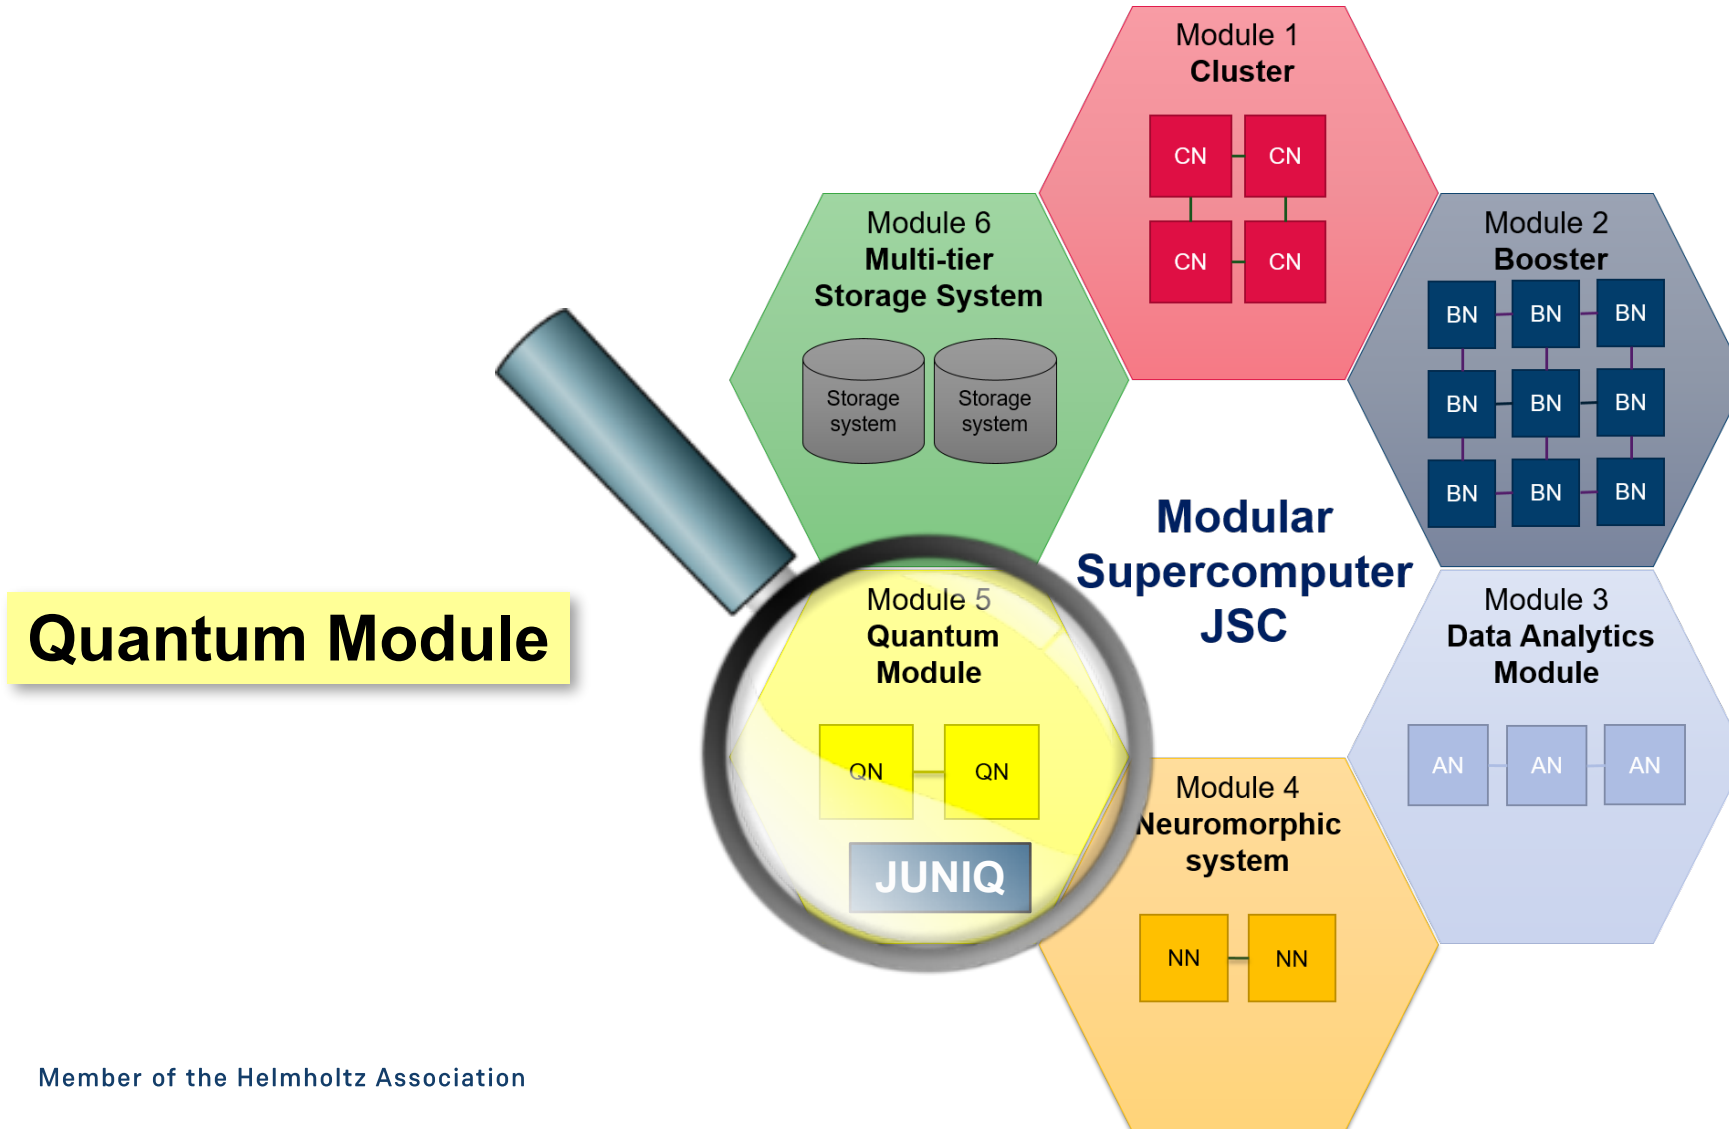 Module 1
Cluster
CN CN
CN CN
Module 6
Multi-tier
Storage System
Storage
system
Storage
system
Module 2
Booster
BN BN BN
BN BN BN
BN BN BN
Modular
Supercomputer
JSC
Quantum Module
Module 5
Quantum
Module
QN QN
JUNIQ
Module 3
Data Analytics
Module
AN AN AN
Module 4
Neuromorphic
system
NN NN
Member of the Helmholtz Association